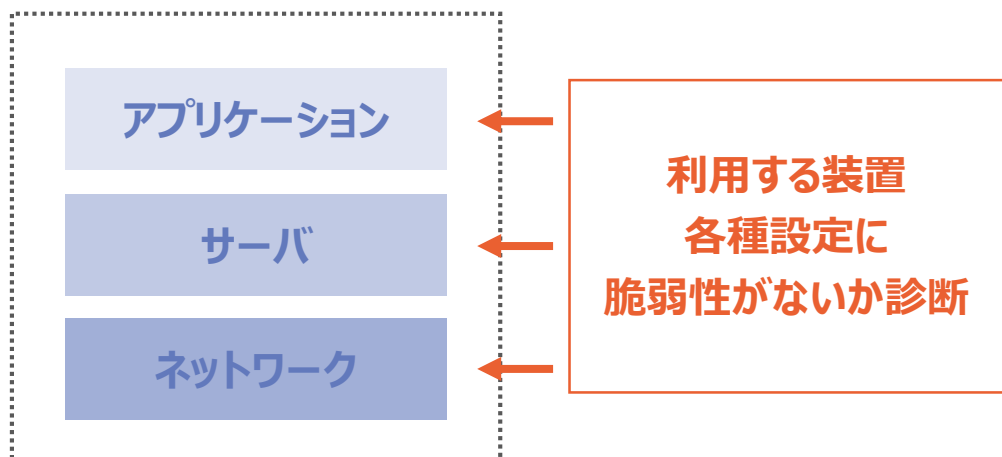 アプリケーション
サーバ
ネットワーク
利用する装置
各種設定に
脆弱性がないか診断